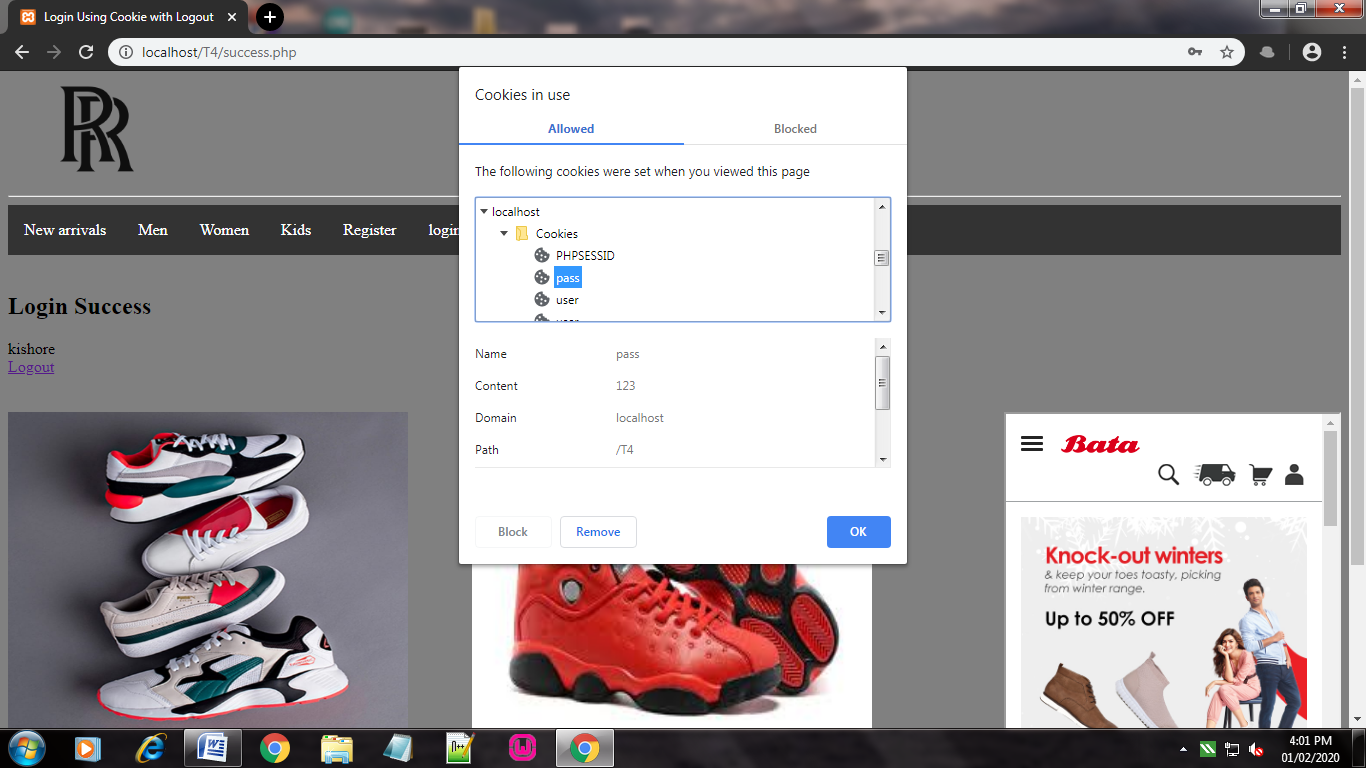 Login Using Cookie with Logout
localhost/T4/success.php
RR
New arrivals Men Women Kids Register login
Login Success
kishore
Logout
Cookies in use
Allowed Blocked
The following cookies were set when you viewed this page
localhost
Cookies
PHPSESSID
pass
user
Name pass
Content 123
Domain localhost
Path /T4
Block Remove OK
Bata
Knock-out winters
& keep your toes toasty, picking
from winter range.
Up to 50% OFF
4:01 PM
01/02/2020